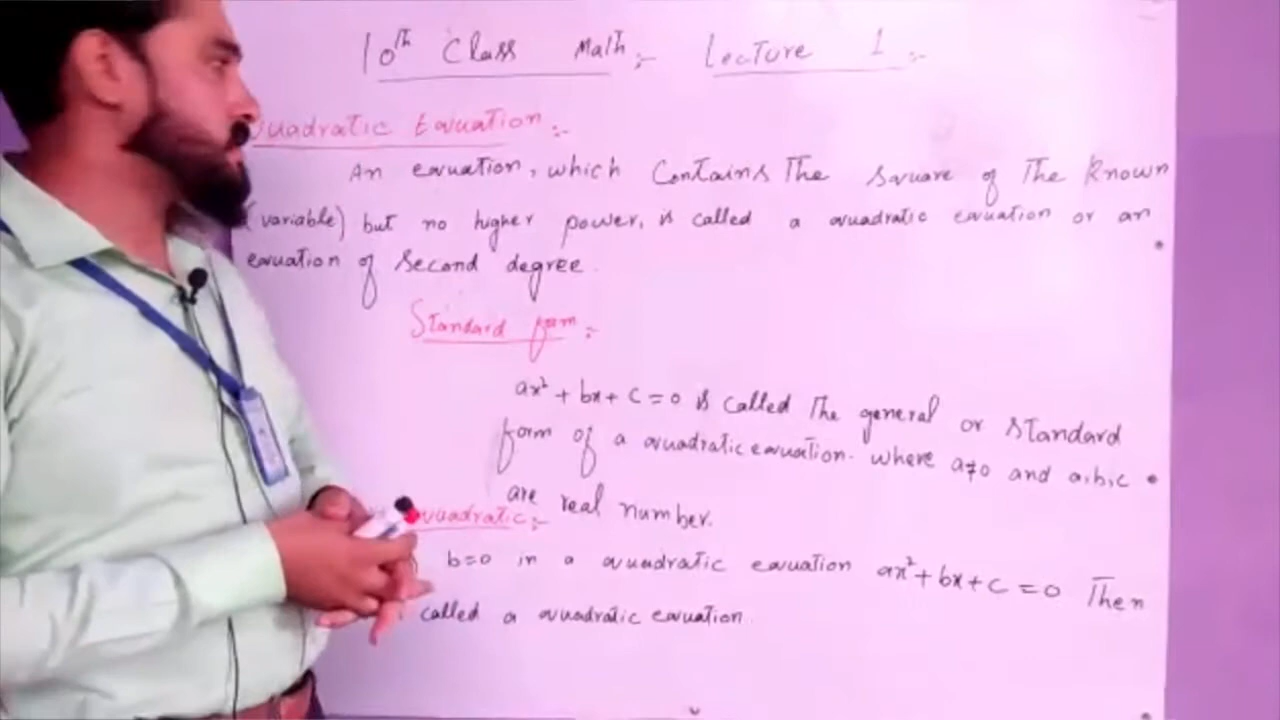 10th Class Math:- Lecture 1:-
Quadratic Equation:-
An equation, which contains The square of The known
(variable) but no higher power, is called a quadratic equation or an
equation of second degree.
Standard form:-
ax²+bx+c=0 is called The general or standard
form of a quadratic equation. where a≠0 and a,b,c
are real number.
quadratic:-
b=0 in a quadratic equation ax²+bx+c=0 Then
called a quadratic equation.